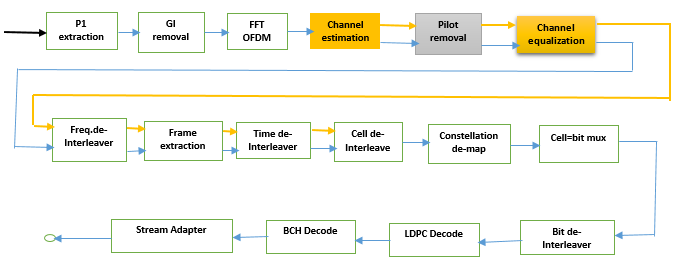 P1
extraction
GI
removal
FFT
OFDM
Channel
estimation
Pilot
removal
Channel
equalization
Freq.de-
Interleaver
Frame
extraction
Time de-
Interleaver
Cell de-
Interleave
Constellation
de-map
Cell=bit mux
Stream Adapter
BCH Decode
LDPC Decode
Bit de-
Interleaver